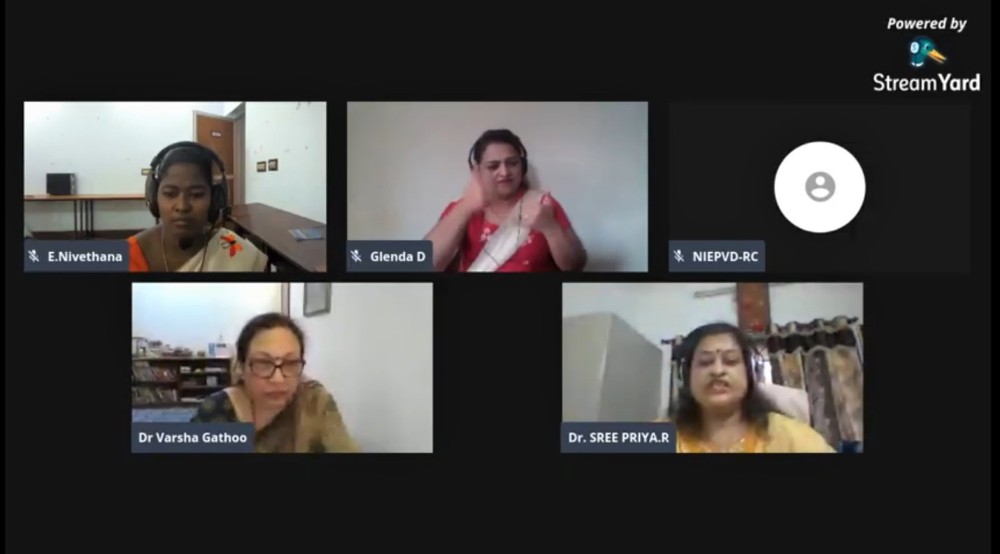 Powered by
StreamYard
E.Nivethana
Glenda D
NIEPVD-RC
Dr Varsha Gathoo
Dr. SREE PRIYA.R